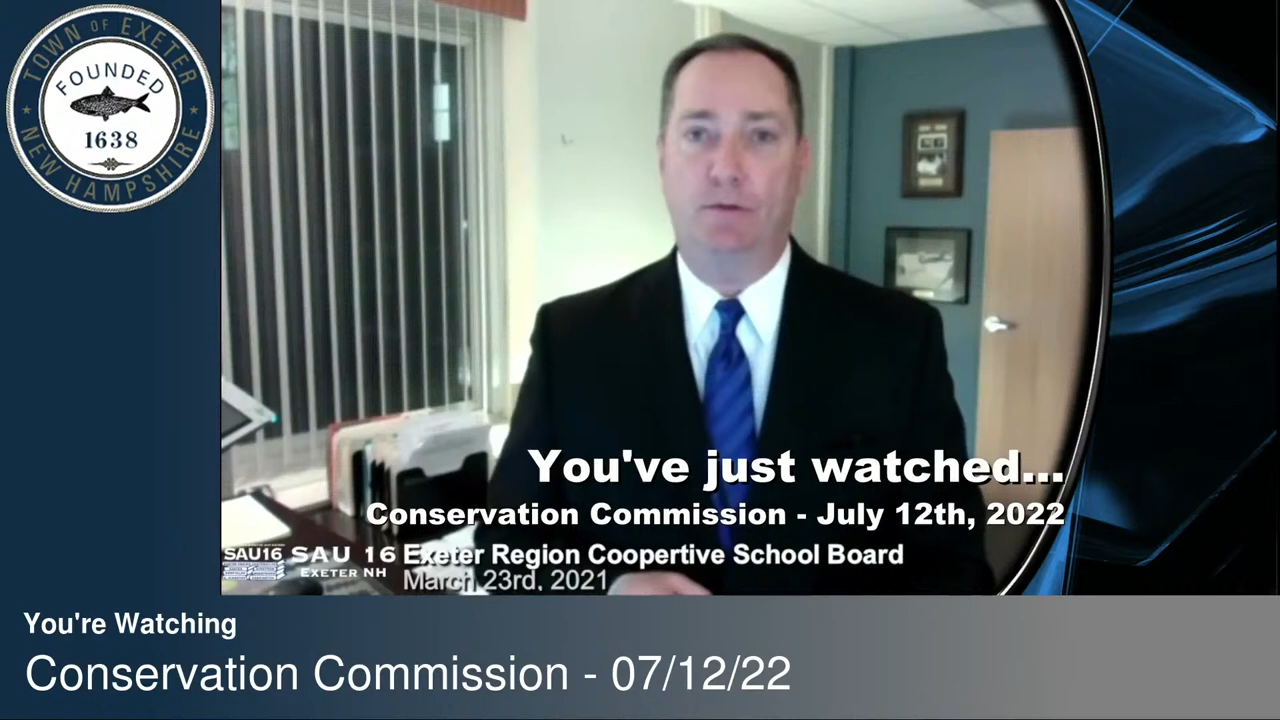 TOWN OF EXETER
FOUNDED
1638
NEW HAMPSHIRE
You've just watched...
Conservation Commission - July 12th, 2022
SAU16 SAU 16 Exeter Region Coopertive School Board
EXETER NH March 23rd, 2021
You're Watching
Conservation Commission - 07/12/22